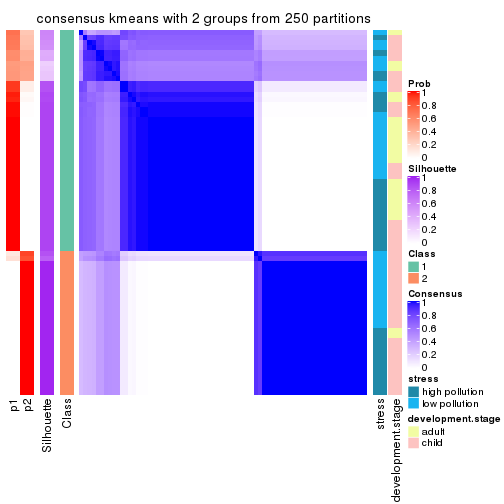 consensus kmeans with 2 groups from 250 partitions
Prob
1
0.8
0.6
0.4
0.2
0
Silhouette
1
0.8
0.6
0.4
0.2
0
Class
1
2
Consensus
1
0.8
0.6
0.4
0.2
0
stress
high pollution
low pollution
development.stage
adult
child
p1
p2
Silhouette
Class
stress
development.stage